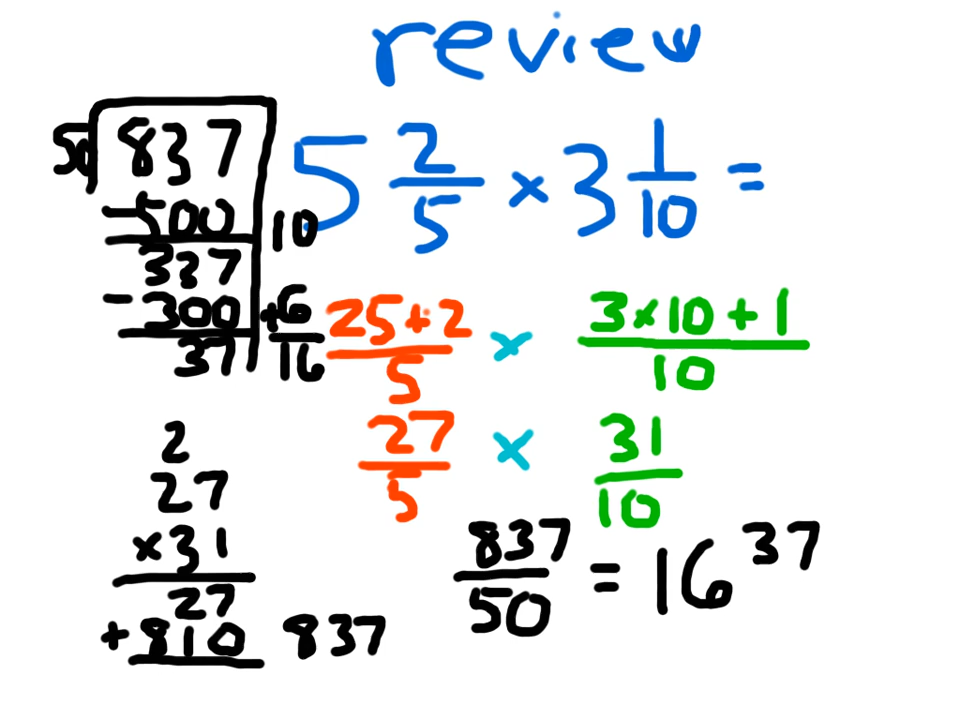 review
5 2/5 × 3 1/10 =
50 837
-500 10
337
-300 +6
37 16
25+2/5 × 3×10+1/10
27/5 × 31/10
2
27
×31
27
+810 837
837/50 = 16 37